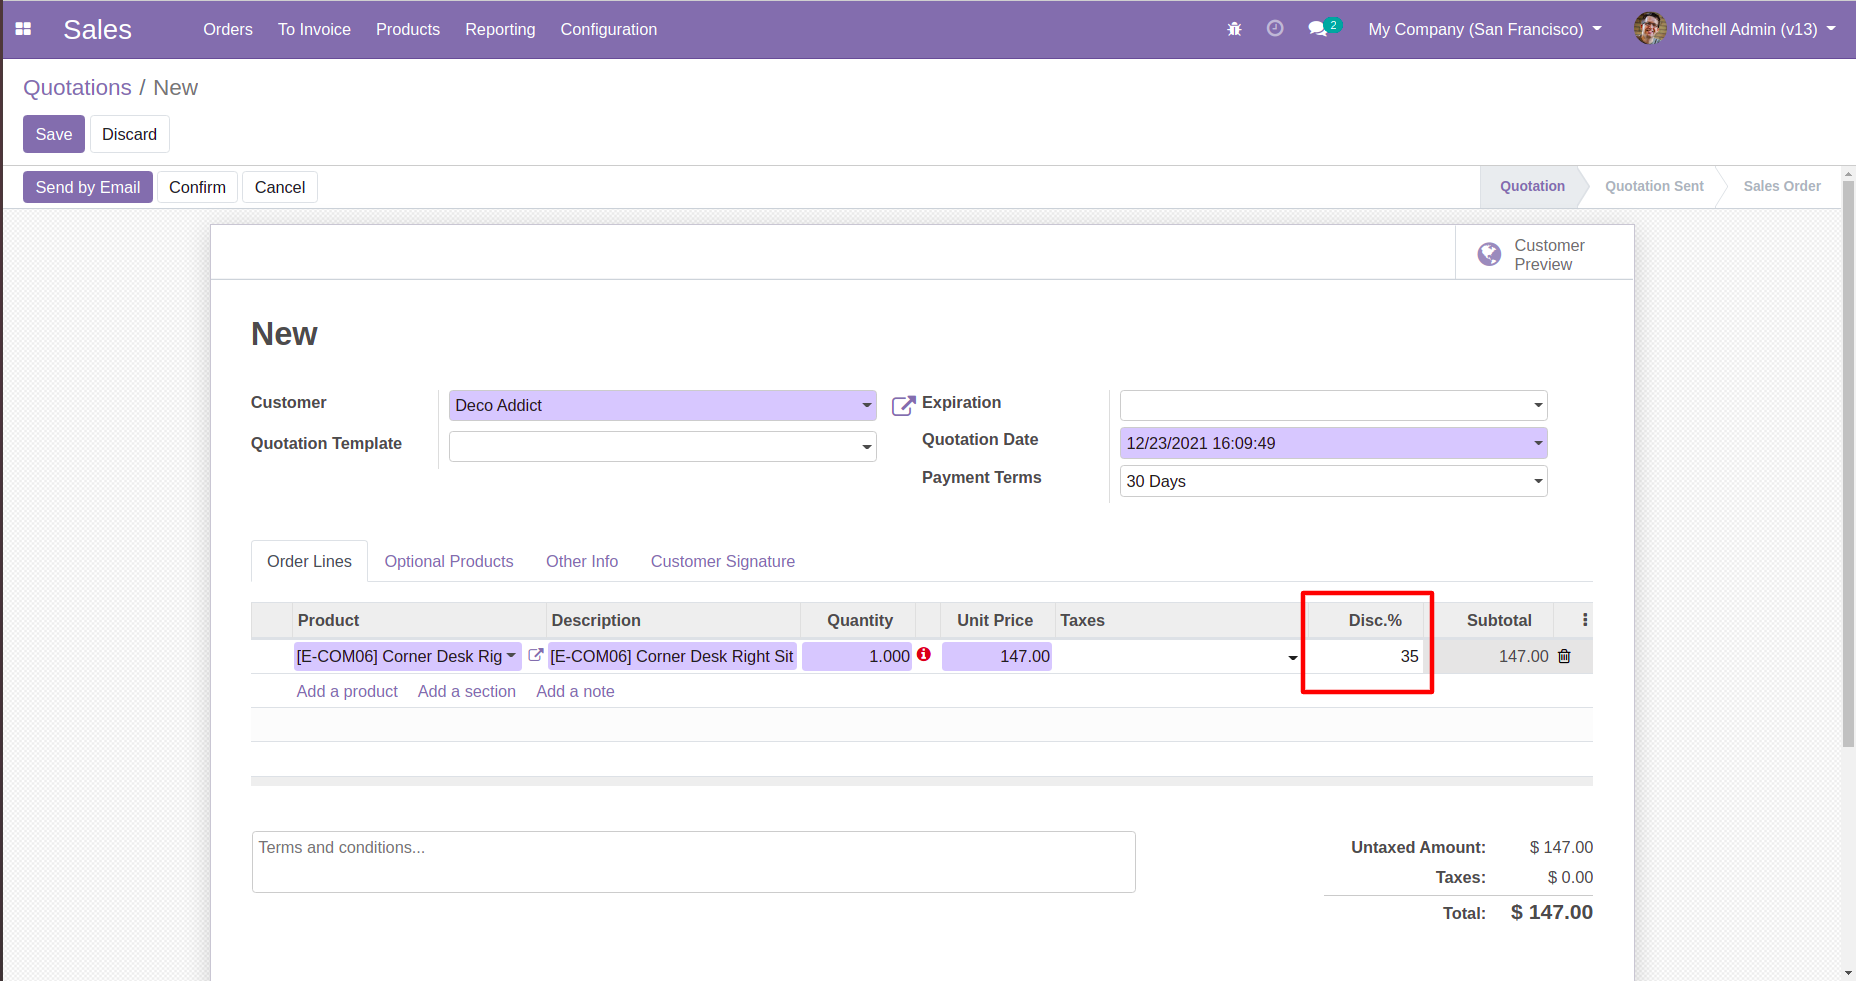 Sales Orders To Invoice Products Reporting Configuration 2 My Company (San Francisco) Mitchell Admin (v13)
Quotations / New
Save Discard
Send by Email Confirm Cancel Quotation Quotation Sent Sales Order
Customer
Preview
New
Customer Deco Addict Expiration
Quotation Template Quotation Date 12/23/2021 16:09:49
Payment Terms 30 Days
Order Lines Optional Products Other Info Customer Signature
Product Description Quantity Unit Price Taxes Disc.% Subtotal
[E-COM06] Corner Desk Rig [E-COM06] Corner Desk Right Sit 1.000 147.00 35 147.00
Add a product Add a section Add a note
Terms and conditions... Untaxed Amount: $ 147.00
Taxes: $ 0.00
Total: $ 147.00